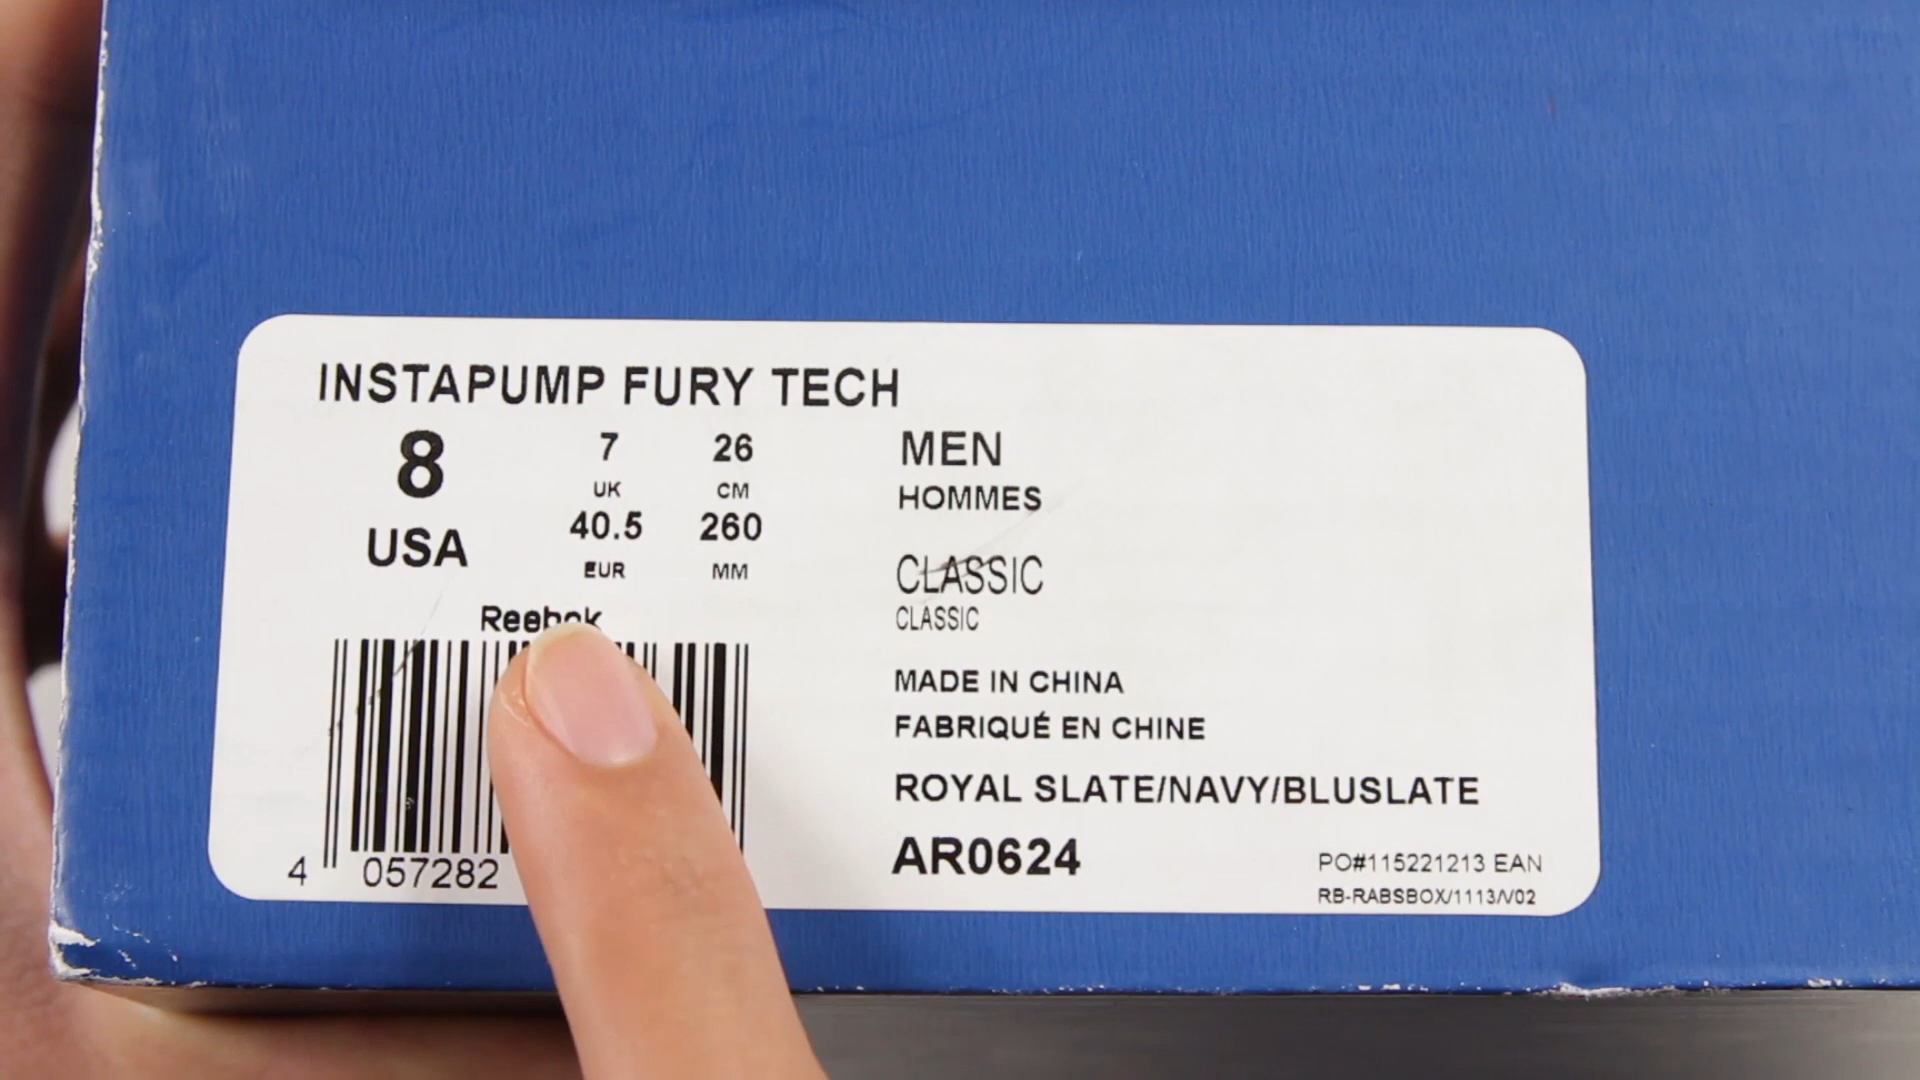 INSTAPUMP FURY TECH
8
USA
7
UK
40.5
EUR
26
CM
260
MM
Reebok
4 057282
MEN
HOMMES
CLASSIC
CLASSIC
MADE IN CHINA
FABRIQUÉ EN CHINE
ROYAL SLATE/NAVY/BLUSLATE
AR0624
PO#115221213 EAN
RB-RABSBOX/1113/V02